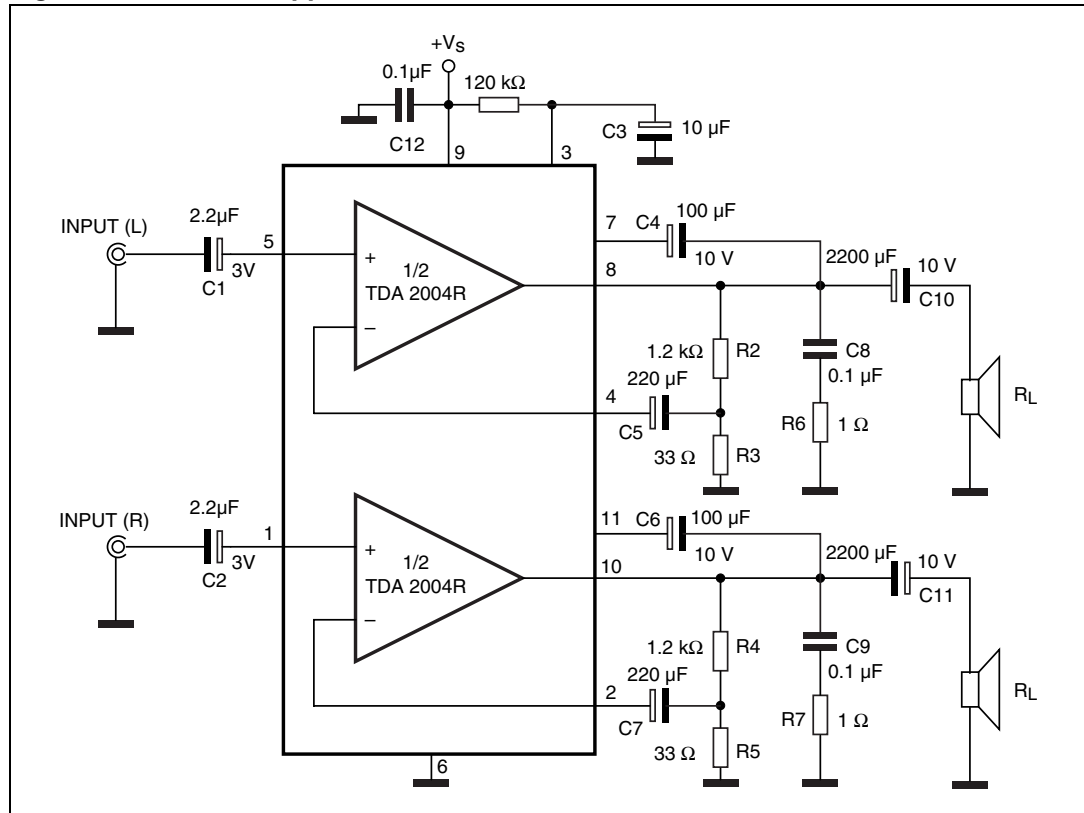 +VS
0.1µF
120 kΩ
C12
C3
10 µF
9
3
INPUT (L)
2.2µF
3V
C1
5
+
1/2
TDA 2004R
–
7
C4
100 µF
10 V
8
2200 µF
10 V
C10
1.2 kΩ
R2
C8
0.1 µF
220 µF
4
C5
33 Ω
R3
R6
1 Ω
RL
INPUT (R)
2.2µF
3V
C2
1
+
1/2
TDA 2004R
–
11
C6
100 µF
10 V
10
2200 µF
10 V
C11
1.2 kΩ
R4
C9
0.1 µF
220 µF
2
C7
33 Ω
R5
R7
1 Ω
RL
6